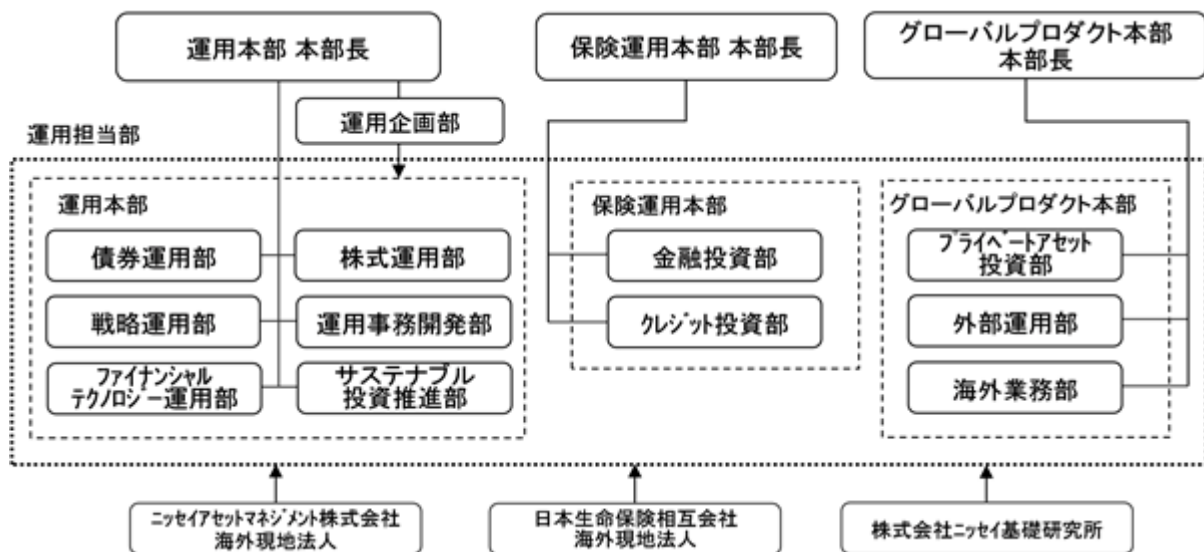 運用本部 本部長
保険運用本部 本部長
グローバルプロダクト本部
本部長
運用企画部
運用担当部
運用本部
債券運用部
株式運用部
戦略運用部
運用事務開発部
ファイナンシャル
テクノロジー運用部
サステナブル
投資推進部
保険運用本部
金融投資部
クレジット投資部
グローバルプロダクト本部
プライベートアセット
投資部
外部運用部
海外業務部
ニッセイアセットマネジメント株式会社
海外現地法人
日本生命保険相互会社
海外現地法人
株式会社ニッセイ基礎研究所